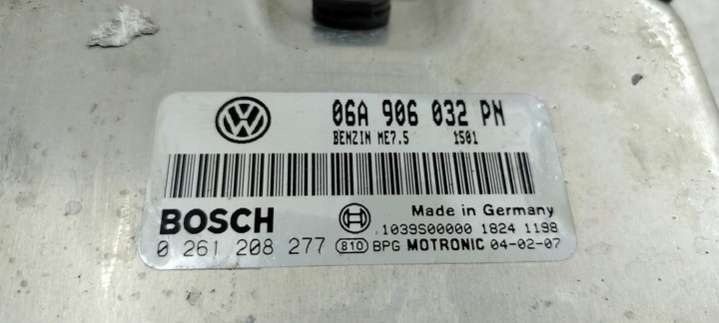 06A 906 032 PN
BENZIN ME7.5 1501
BOSCH
Made in Germany
1039S00000 1824 1198
0 261 208 277 810 BPG MOTRONIC 04-02-07